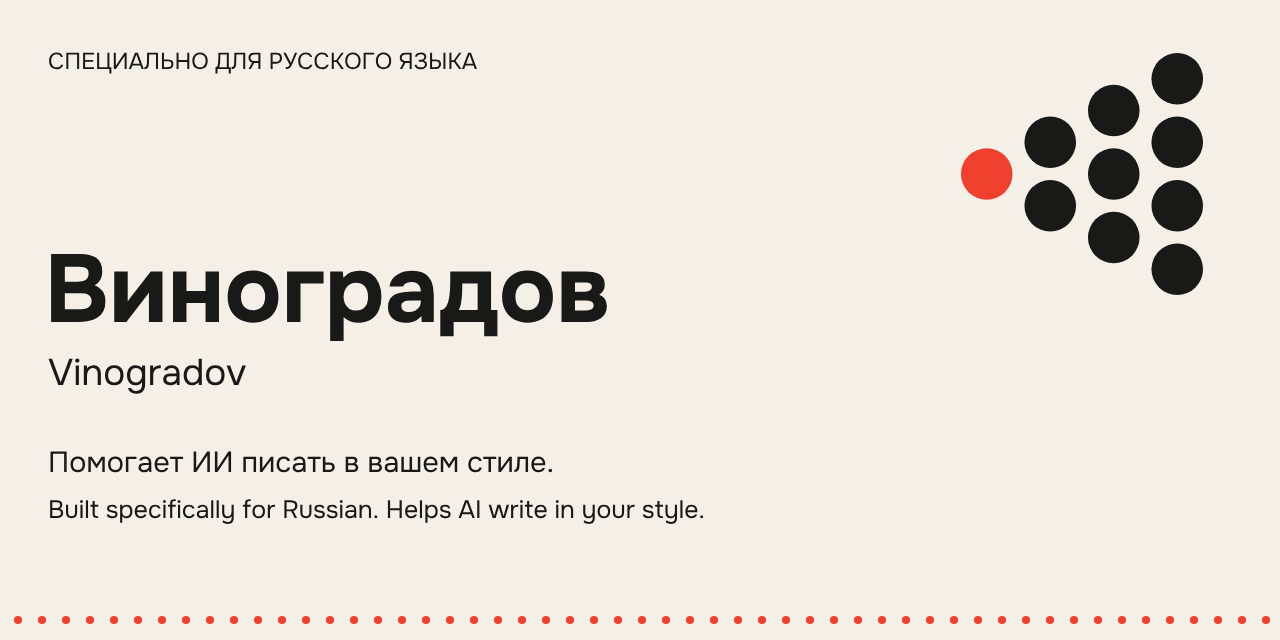 СПЕЦИАЛЬНО ДЛЯ РУССКОГО ЯЗЫКА
Виноградов
Vinogradov
Помогает ИИ писать в вашем стиле.
Built specifically for Russian. Helps AI write in your style.